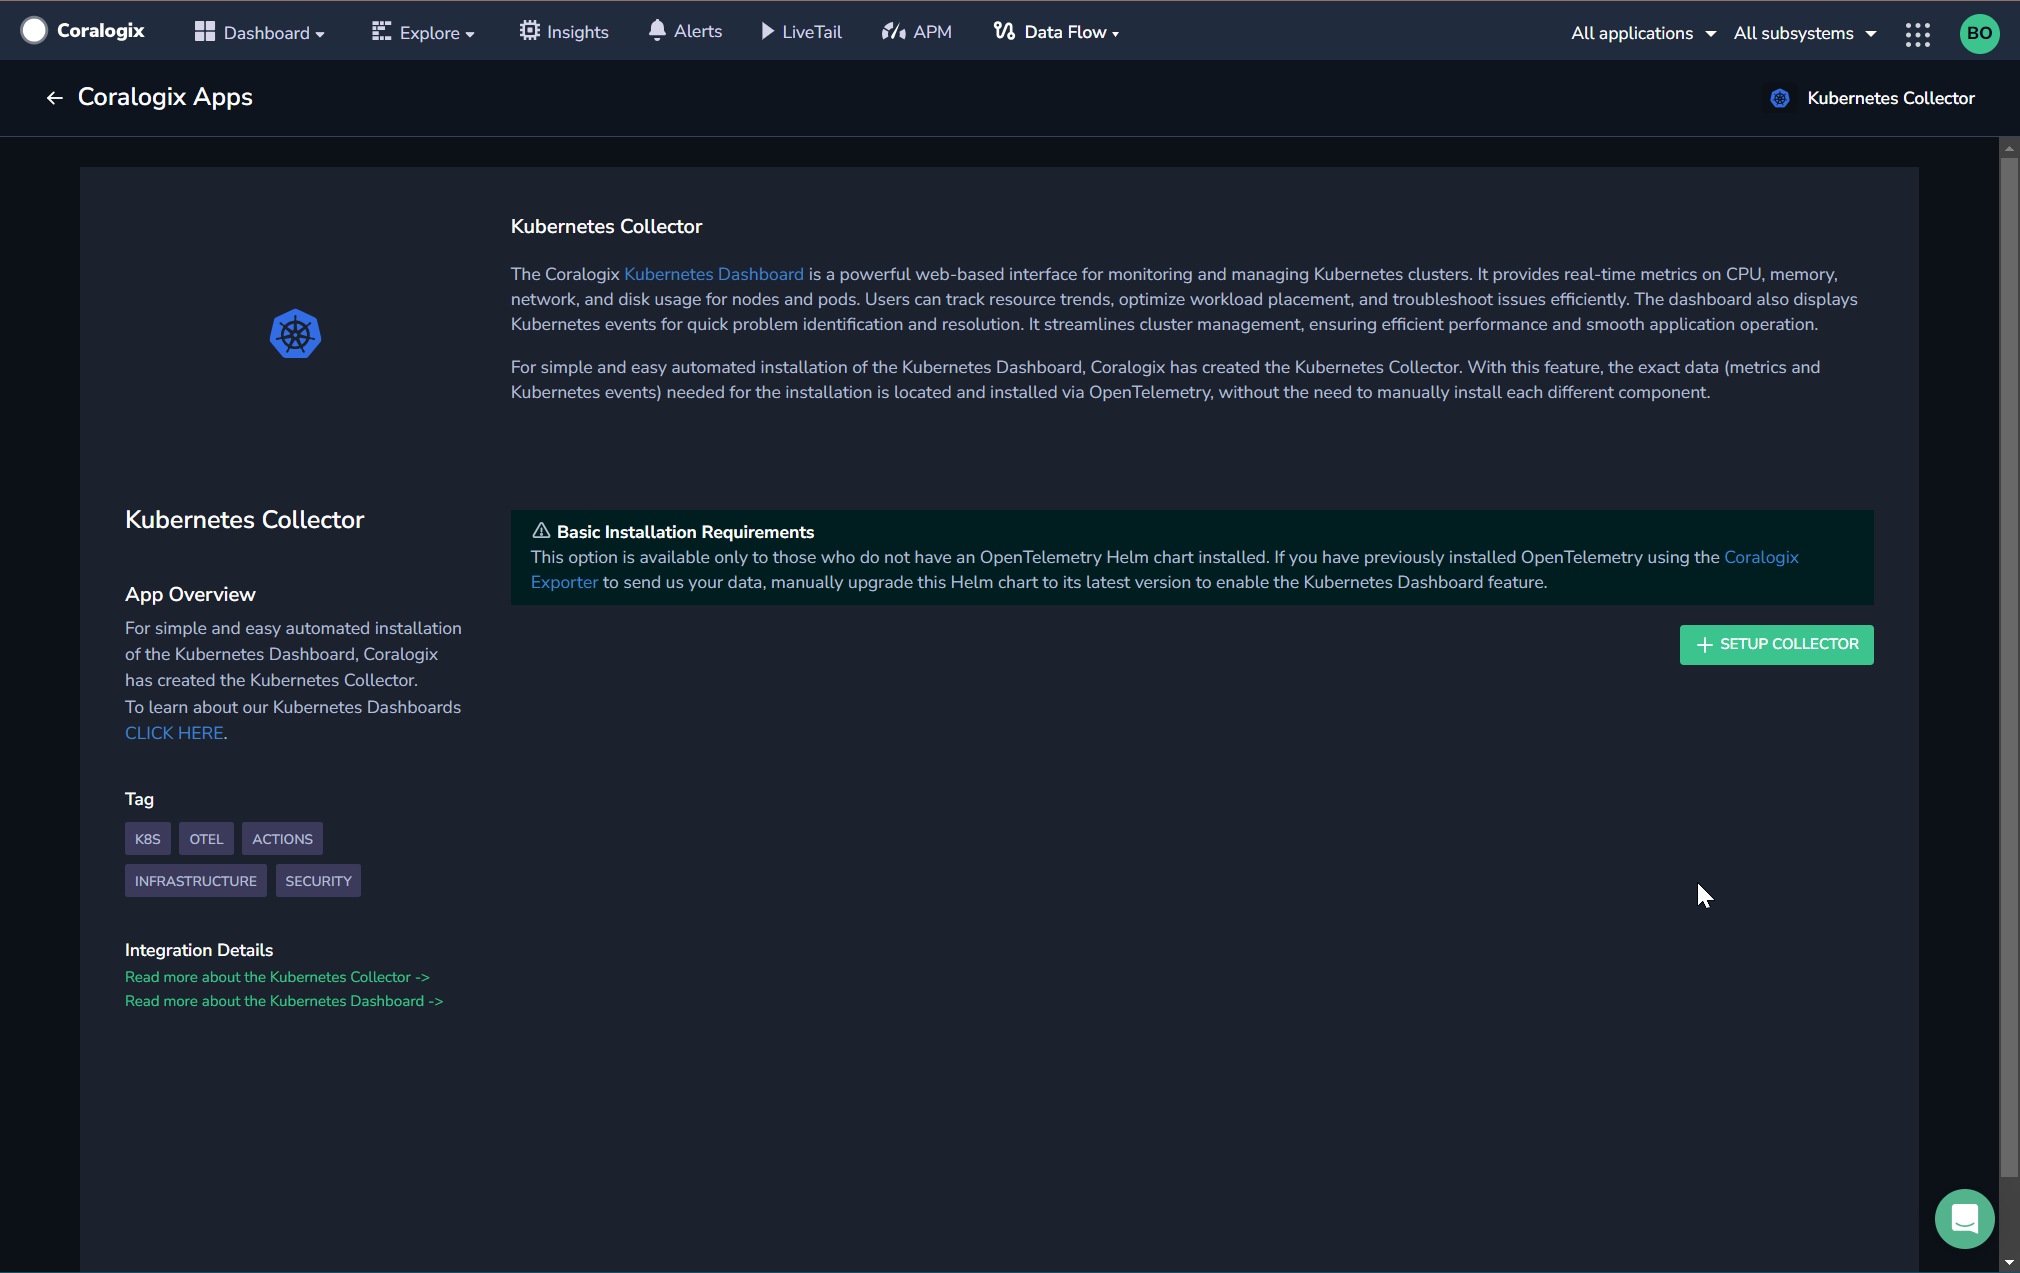 Coralogix
Dashboard
Explore
Insights
Alerts
LiveTail
APM
Data Flow
All applications
All subsystems
BO
← Coralogix Apps
Kubernetes Collector
Kubernetes Collector
The Coralogix Kubernetes Dashboard is a powerful web-based interface for monitoring and managing Kubernetes clusters. It provides real-time metrics on CPU, memory,
network, and disk usage for nodes and pods. Users can track resource trends, optimize workload placement, and troubleshoot issues efficiently. The dashboard also displays
Kubernetes events for quick problem identification and resolution. It streamlines cluster management, ensuring efficient performance and smooth application operation.
For simple and easy automated installation of the Kubernetes Dashboard, Coralogix has created the Kubernetes Collector. With this feature, the exact data (metrics and
Kubernetes events) needed for the installation is located and installed via OpenTelemetry, without the need to manually install each different component.
Kubernetes Collector
App Overview
For simple and easy automated installation
of the Kubernetes Dashboard, Coralogix
has created the Kubernetes Collector.
To learn about our Kubernetes Dashboards
CLICK HERE.
Tag
K8S
OTEL
ACTIONS
INFRASTRUCTURE
SECURITY
Integration Details
Read more about the Kubernetes Collector ->
Read more about the Kubernetes Dashboard ->
Basic Installation Requirements
This option is available only to those who do not have an OpenTelemetry Helm chart installed. If you have previously installed OpenTelemetry using the Coralogix
Exporter to send us your data, manually upgrade this Helm chart to its latest version to enable the Kubernetes Dashboard feature.
+ SETUP COLLECTOR